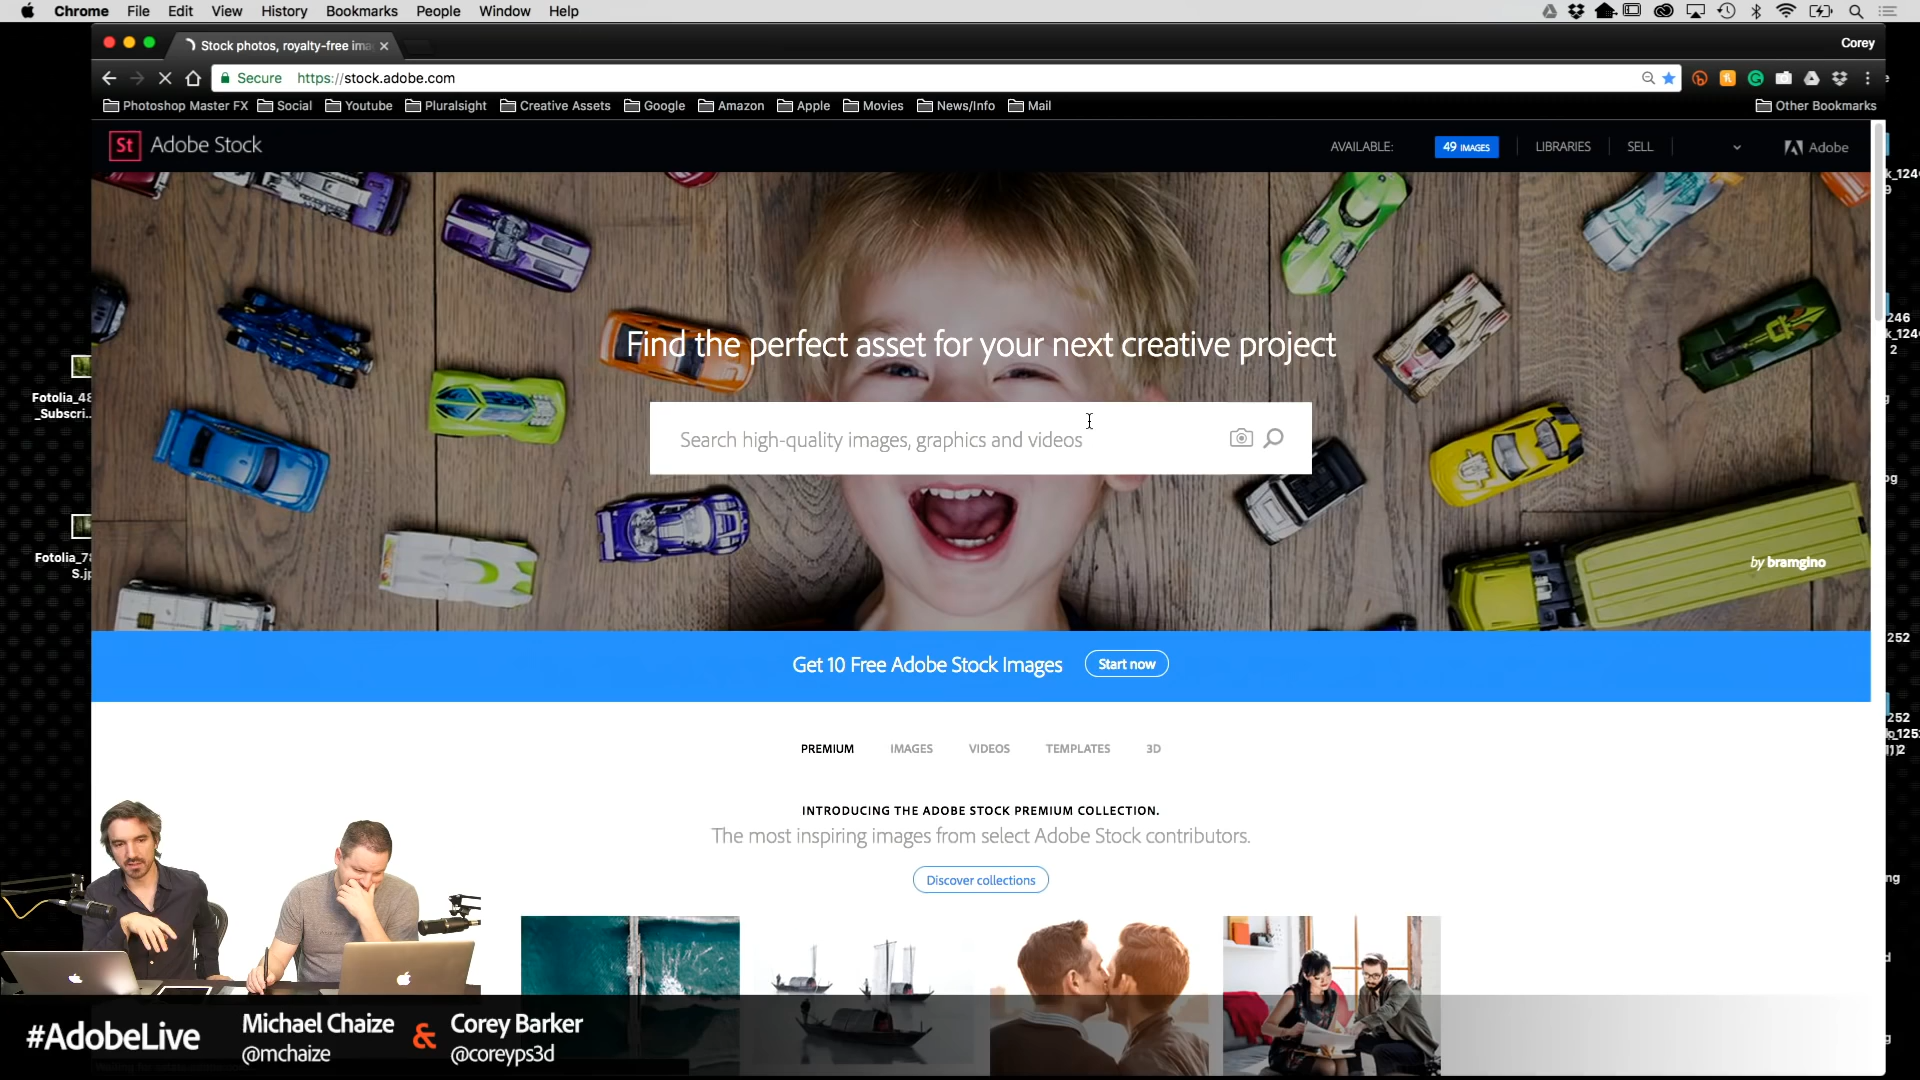 Chrome File Edit View History Bookmarks People Window Help
Stock photos, royalty-free ima
Corey
Secure https://stock.adobe.com
Photoshop Master FX Social Youtube Pluralsight Creative Assets Google Amazon Apple Movies News/Info Mail Other Bookmarks
St Adobe Stock AVAILABLE: 49 IMAGES LIBRARIES SELL Adobe
Find the perfect asset for your next creative project
Search high-quality images, graphics and videos
Fotolia_48
_Subscri...
Fotolia_78
S.jp
by bramgino
Get 10 Free Adobe Stock Images Start now
PREMIUM IMAGES VIDEOS TEMPLATES 3D
INTRODUCING THE ADOBE STOCK PREMIUM COLLECTION.
The most inspiring images from select Adobe Stock contributors.
Discover collections
#AdobeLive
Michael Chaize & Corey Barker
@mchaize @coreyps3d